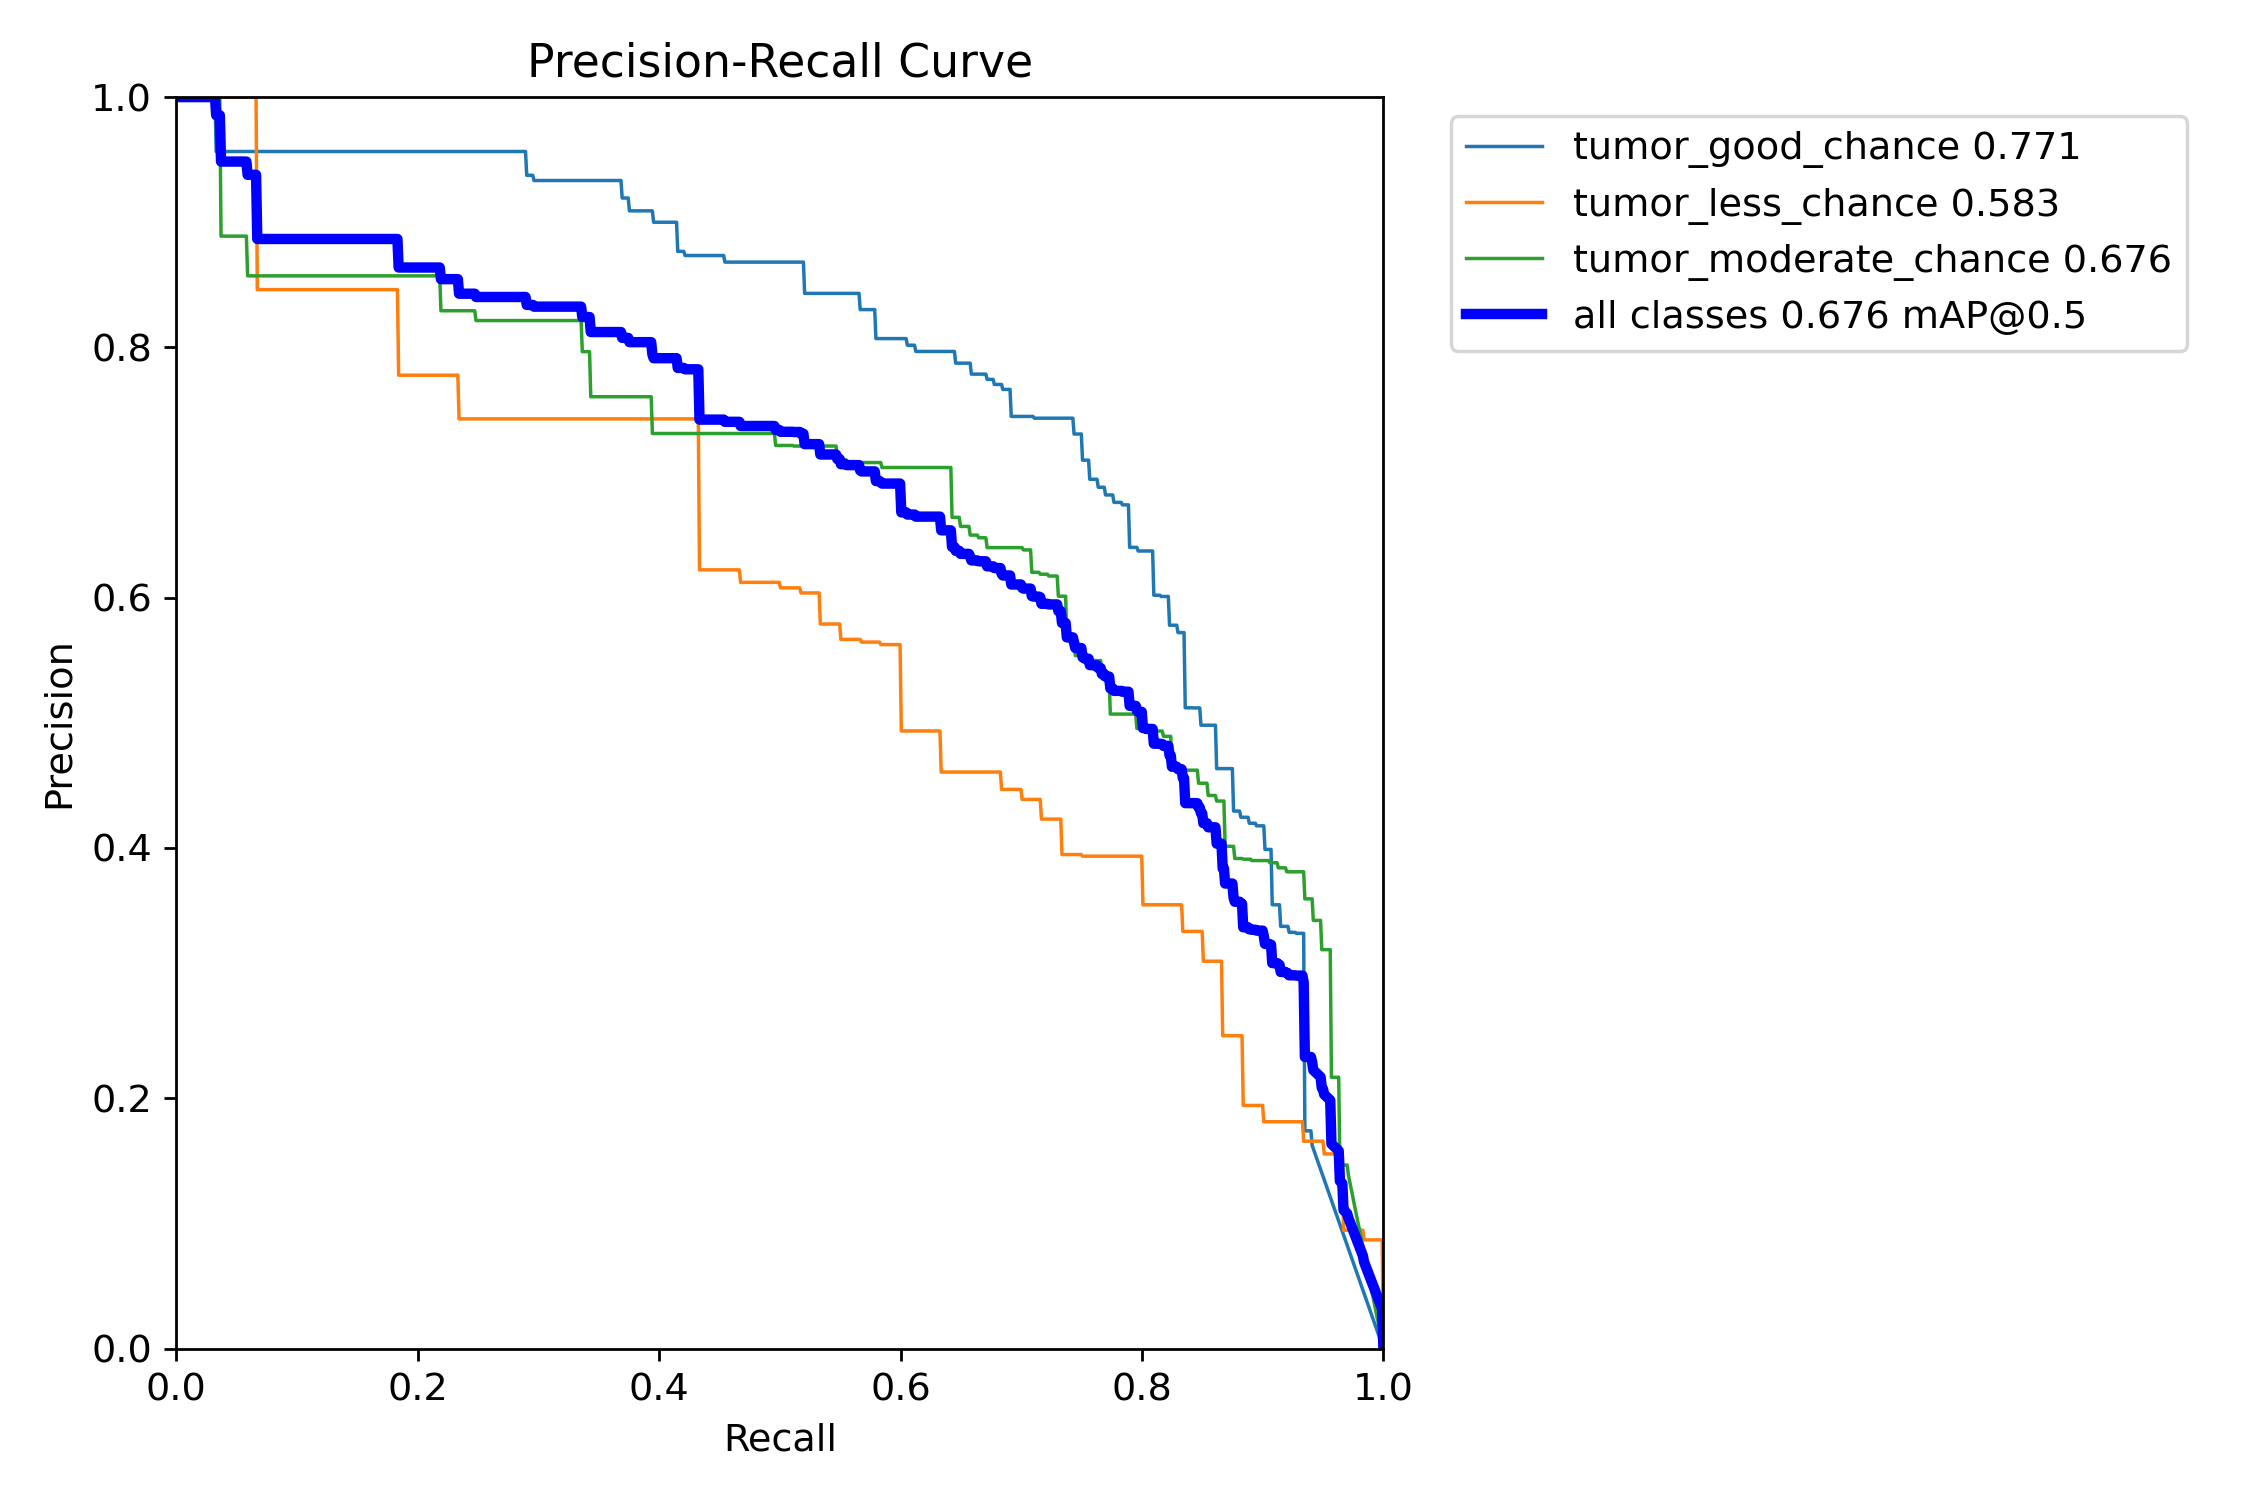 Precision-Recall Curve
1.0
0.8
0.6
0.4
0.2
0.0
Precision
0.0 0.2 0.4 0.6 0.8 1.0
Recall
tumor_good_chance 0.771
tumor_less_chance 0.583
tumor_moderate_chance 0.676
all classes 0.676 mAP@0.5